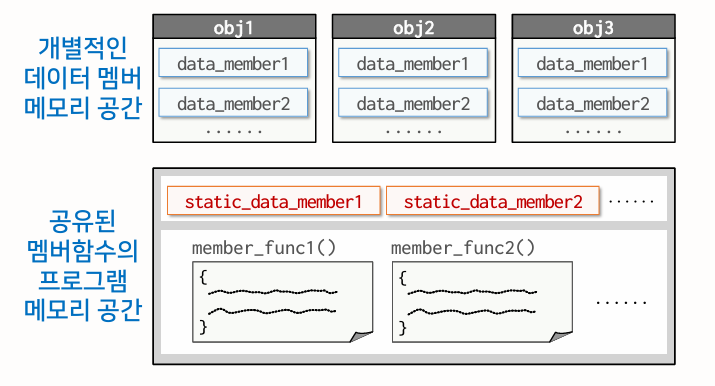 개별적인
데이터 멤버
메모리 공간
obj1
data_member1
data_member2
······
obj2
data_member1
data_member2
······
obj3
data_member1
data_member2
······
공유된
멤버함수의
프로그램
메모리 공간
static_data_member1 static_data_member2 ······
member_func1() member_func2()
{ {
} }
······